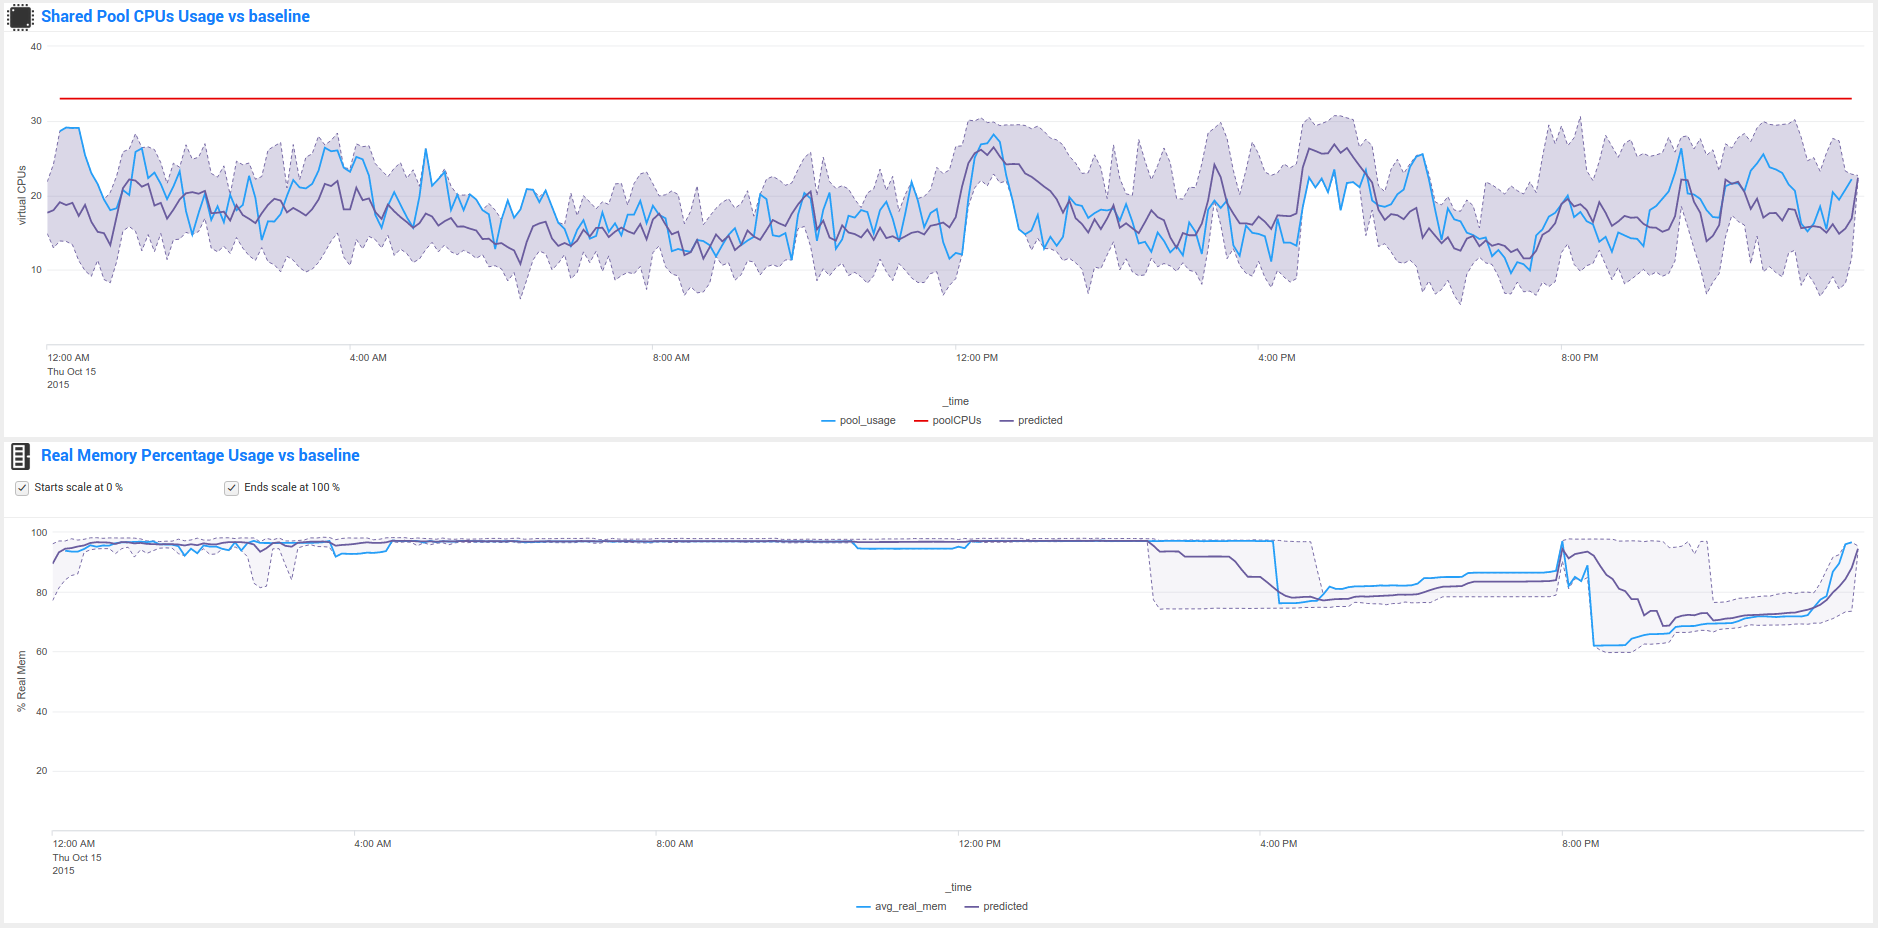 Shared Pool CPUs Usage vs baseline
40
30
20
10
virtual CPUs
12:00 AM
Thu Oct 15
2015
4:00 AM
8:00 AM
12:00 PM
4:00 PM
8:00 PM
_time
pool_usage poolCPUs predicted
Real Memory Percentage Usage vs baseline
Starts scale at 0 % Ends scale at 100 %
100
80
60
40
20
% Real Mem
12:00 AM
Thu Oct 15
2015
4:00 AM
8:00 AM
12:00 PM
4:00 PM
8:00 PM
_time
avg_real_mem predicted